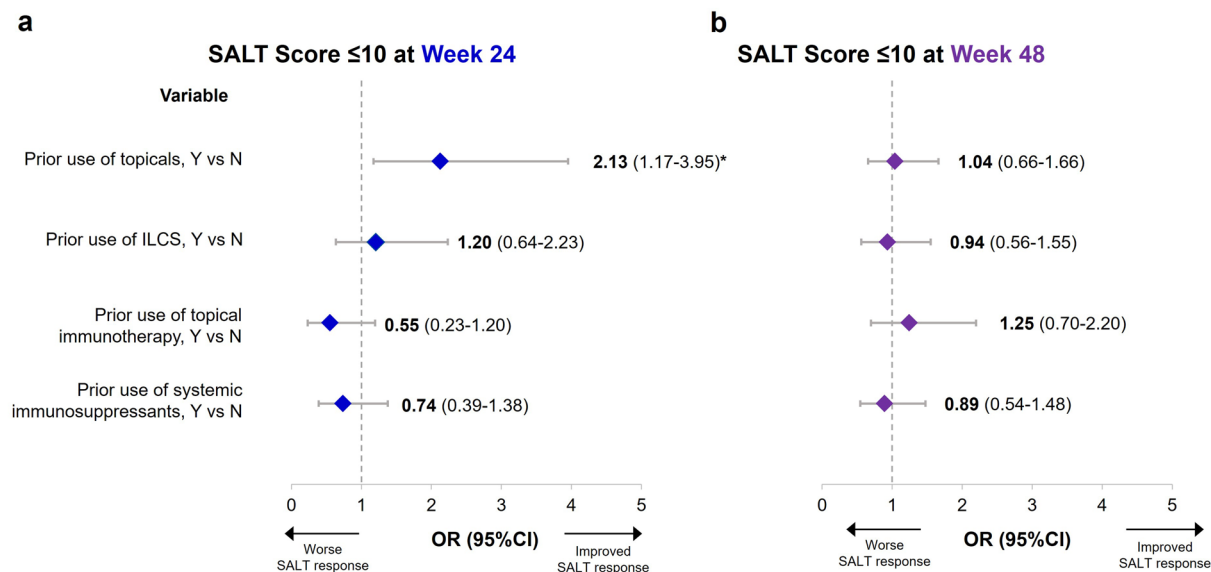 a
SALT Score ≤10 at Week 24
Variable
Prior use of topicals, Y vs N
2.13 (1.17-3.95)*
Prior use of ILCS, Y vs N
1.20 (0.64-2.23)
Prior use of topical
immunotherapy, Y vs N
0.55 (0.23-1.20)
Prior use of systemic
immunosuppressants, Y vs N
0.74 (0.39-1.38)
0 1 2 3 4 5
Worse
SALT response
OR (95%CI)
Improved
SALT response
b
SALT Score ≤10 at Week 48
1.04 (0.66-1.66)
0.94 (0.56-1.55)
1.25 (0.70-2.20)
0.89 (0.54-1.48)
0 1 2 3 4 5
Worse
SALT response
OR (95%CI)
Improved
SALT response